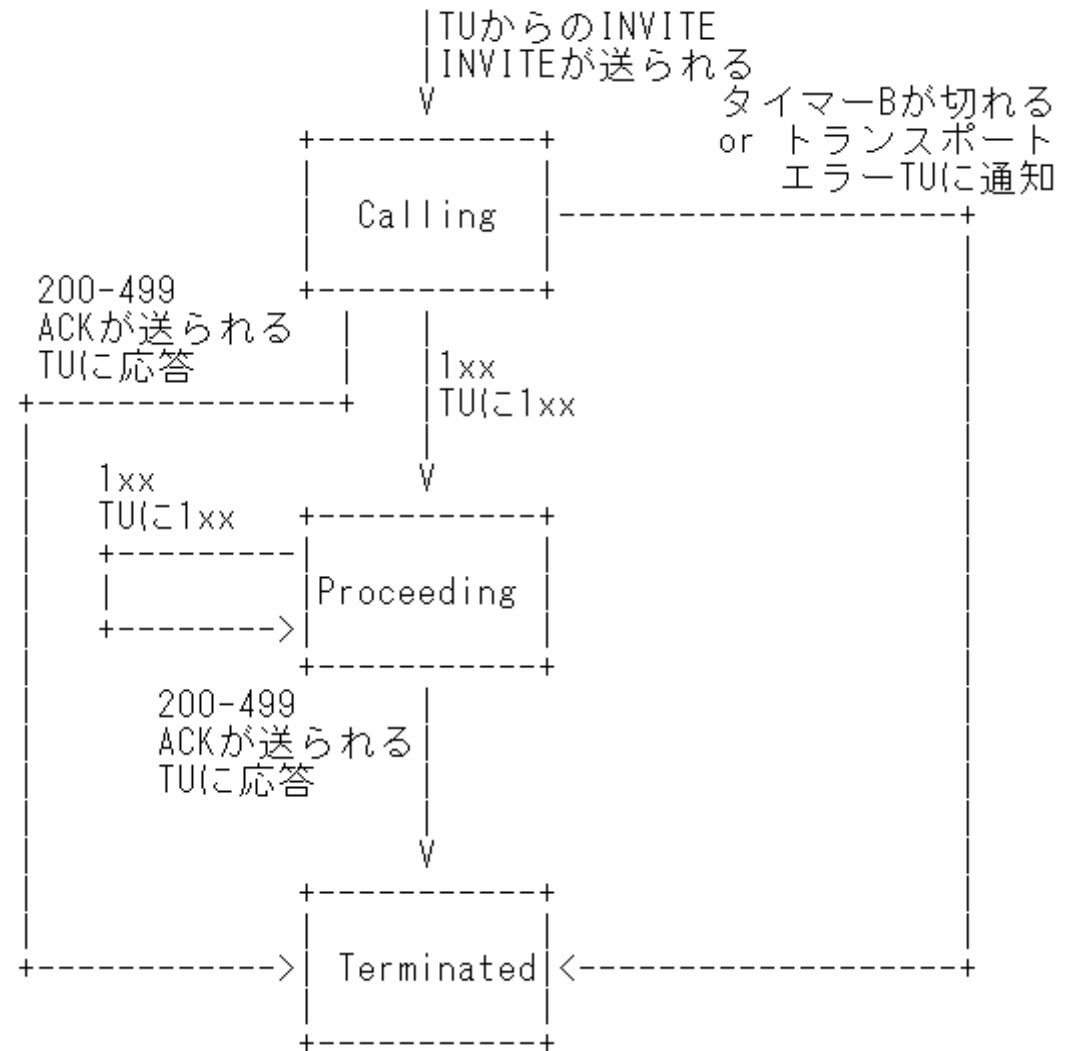 TUからのINVITE
INVITEが送られる
タイマーBが切れる
or トランスポート
エラーTUに通知
Calling
200-499
ACKが送られる
TUに応答
1xx
TUに1xx
1xx
TUに1xx
Proceeding
200-499
ACKが送られる
TUに応答
Terminated